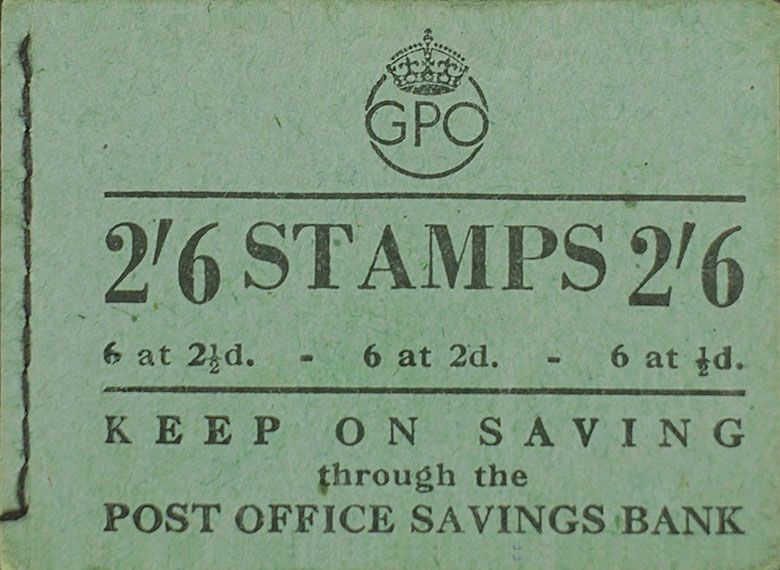 GPO
2'6 STAMPS 2'6
6 at 2½d. - 6 at 2d. - 6 at ½d.
KEEP ON SAVING
through the
POST OFFICE SAVINGS BANK